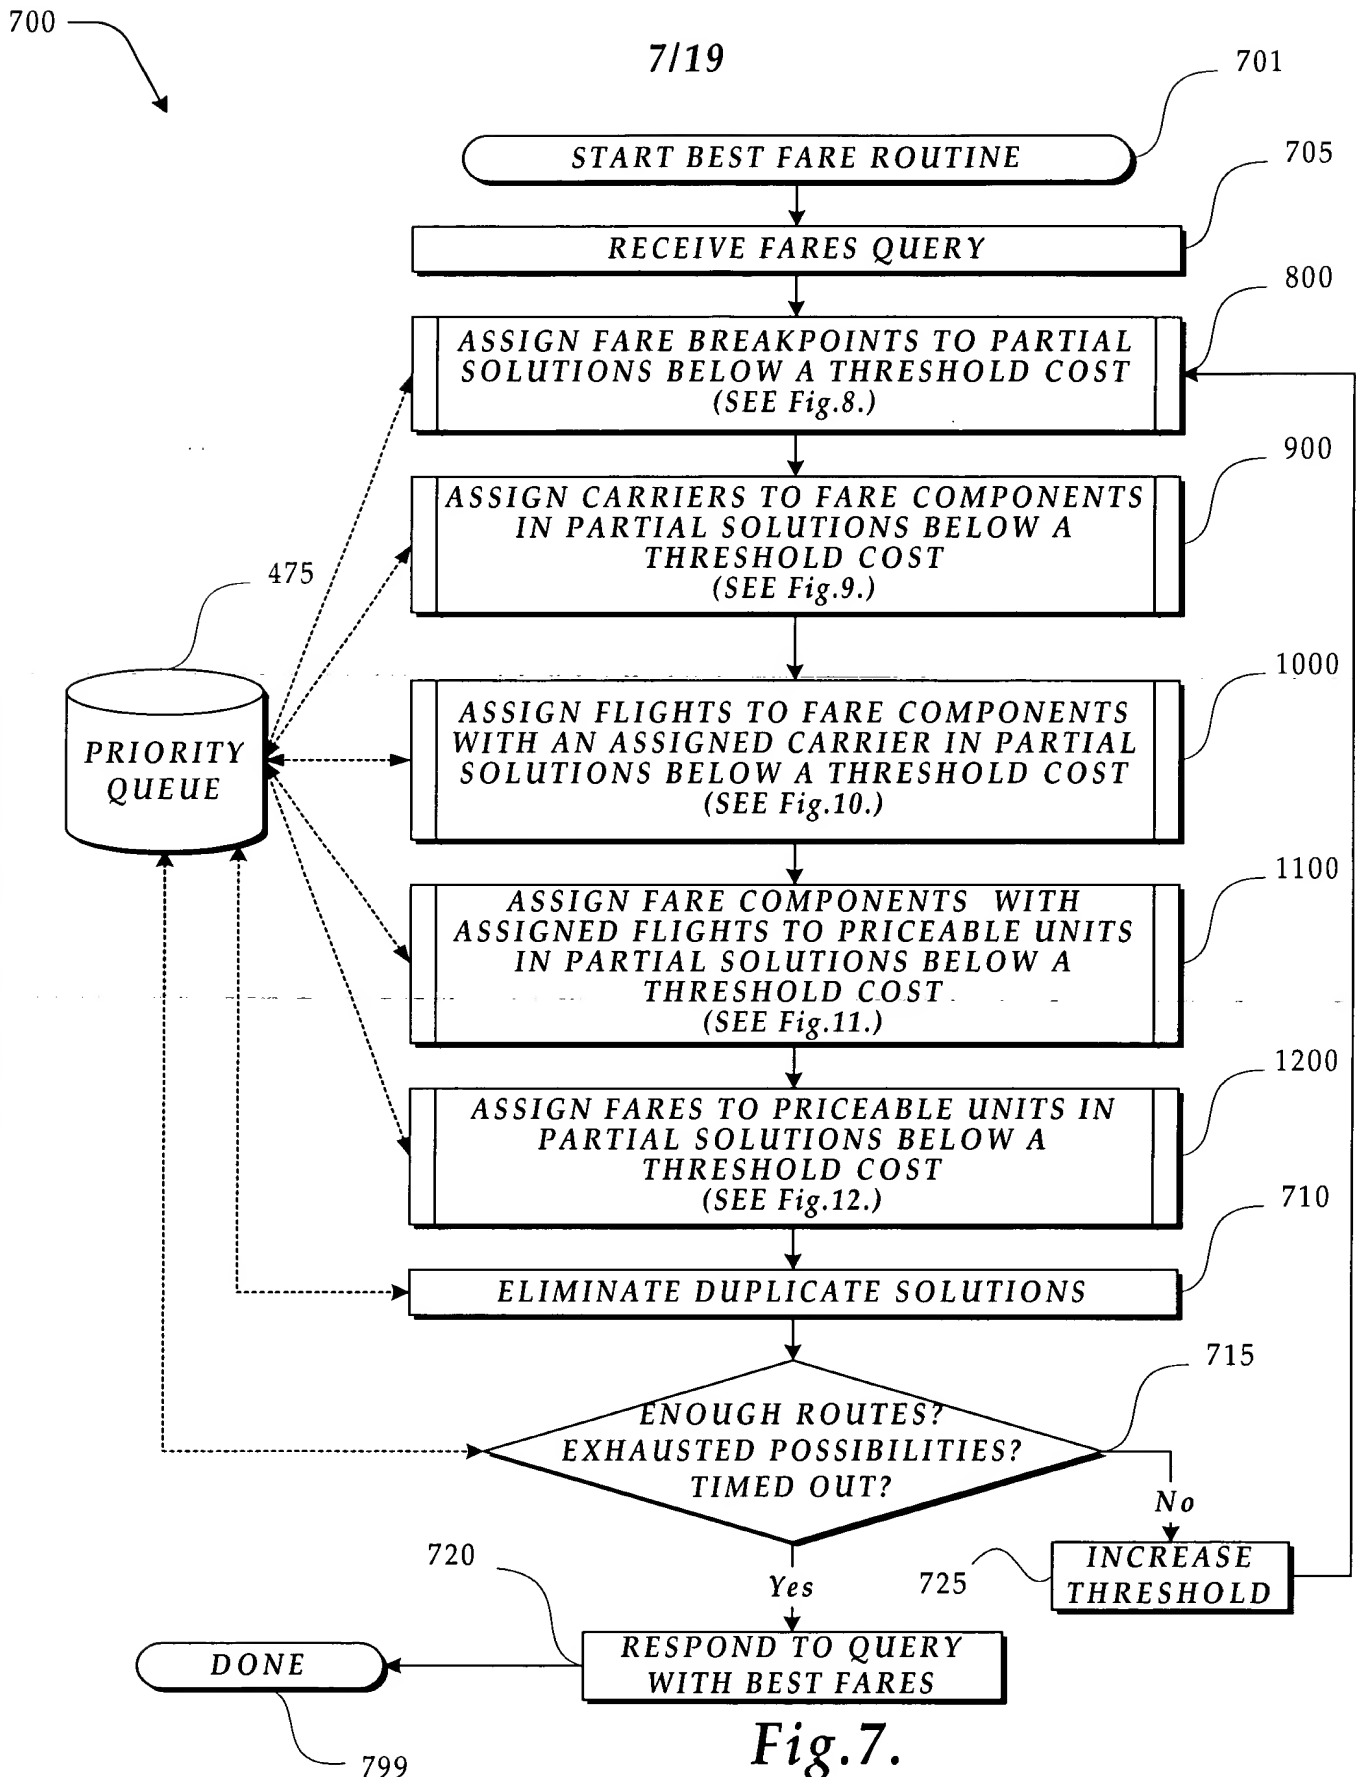 700
7/19
701
START BEST FARE ROUTINE
705
RECEIVE FARES QUERY
800
ASSIGN FARE BREAKPOINTS TO PARTIAL
SOLUTIONS BELOW A THRESHOLD COST
(SEE Fig.8.)
900
ASSIGN CARRIERS TO FARE COMPONENTS
IN PARTIAL SOLUTIONS BELOW A
THRESHOLD COST
(SEE Fig.9.)
475
PRIORITY
QUEUE
1000
ASSIGN FLIGHTS TO FARE COMPONENTS
WITH AN ASSIGNED CARRIER IN PARTIAL
SOLUTIONS BELOW A THRESHOLD COST
(SEE Fig.10.)
1100
ASSIGN FARE COMPONENTS WITH
ASSIGNED FLIGHTS TO PRICEABLE UNITS
IN PARTIAL SOLUTIONS BELOW A
THRESHOLD COST
(SEE Fig.11.)
1200
ASSIGN FARES TO PRICEABLE UNITS IN
PARTIAL SOLUTIONS BELOW A
THRESHOLD COST
(SEE Fig.12.)
710
ELIMINATE DUPLICATE SOLUTIONS
715
ENOUGH ROUTES?
EXHAUSTED POSSIBILITIES?
TIMED OUT?
No
725
INCREASE
THRESHOLD
Yes
720
RESPOND TO QUERY
WITH BEST FARES
DONE
799
Fig.7.